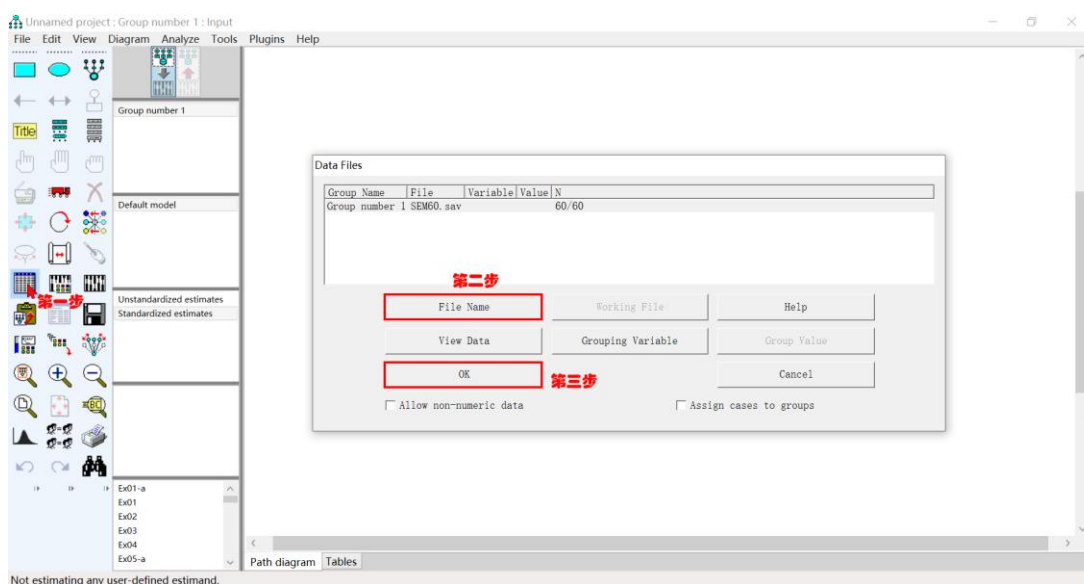 Unnamed project : Group number 1 : Input
File Edit View Diagram Analyze Tools Plugins Help
Title
Group number 1
Default model
Unstandardized estimates
Standardized estimates
Ex01-a
Ex01
Ex02
Ex03
Ex04
Ex05-a
第一步
Data Files
Group Name File Variable Value N
Group number 1 SEM60.sav 60/60
第二步
File Name Working File Help
View Data Grouping Variable Group Value
OK 第三步 Cancel
Allow non-numeric data Assign cases to groups
Path diagram Tables
Not estimating any user-defined estimand.